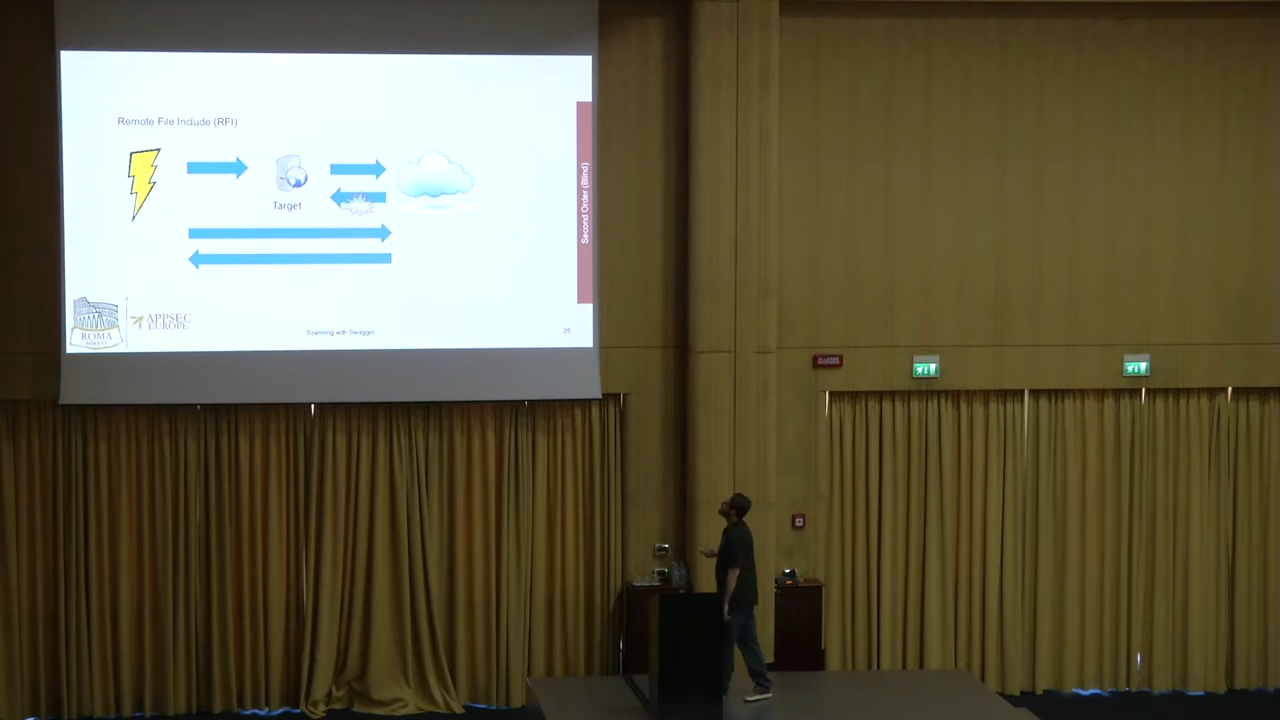 Remote File Include (RFI)
Target
Second Order (Blind)
ROMA
APPSEC
EUROPE
Scanning with Swagger
25